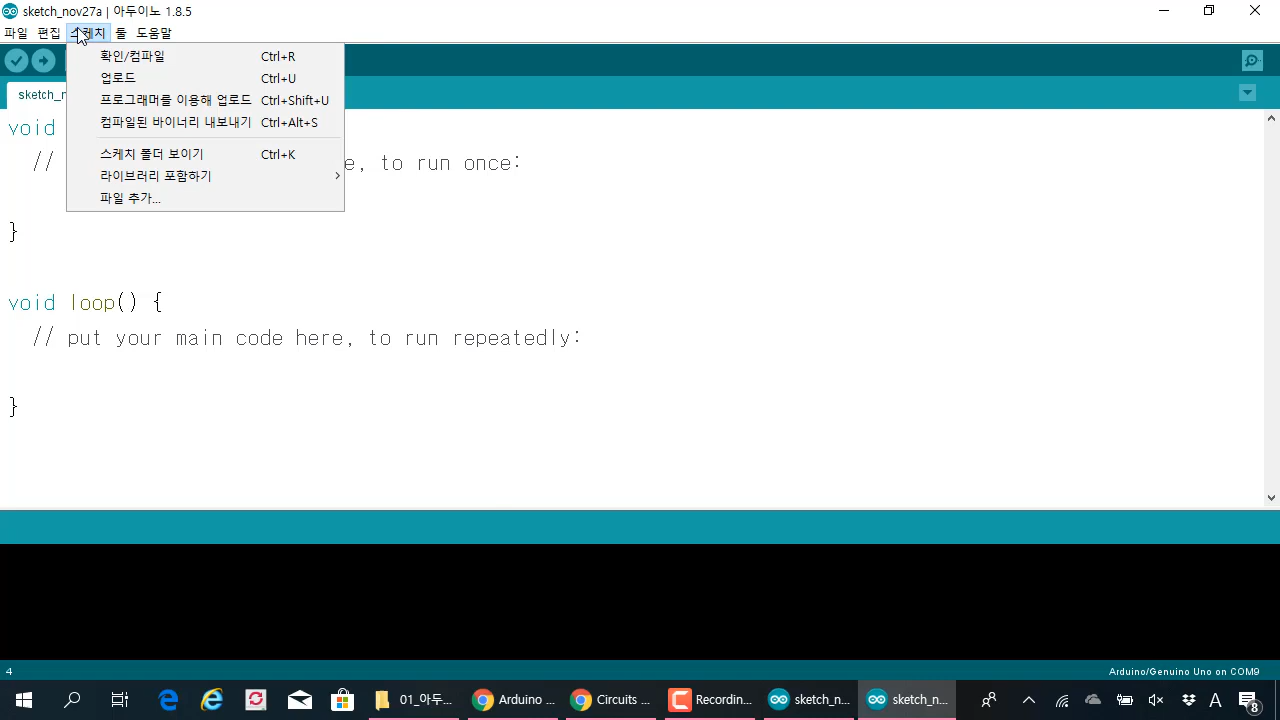 sketch_nov27a | 아두이노 1.8.5
파일 편집 스케치 툴 도움말
확인/컴파일 Ctrl+R
업로드 Ctrl+U
프로그래머를 이용해 업로드 Ctrl+Shift+U
컴파일된 바이너리 내보내기 Ctrl+Alt+S
스케치 폴더 보이기 Ctrl+K
라이브러리 포함하기
파일 추가...
sketch_n
void
// e, to run once:
}
void loop() {
// put your main code here, to run repeatedly:
}
4 Arduino/Genuino Uno on COM9
01_아두... Arduino ... Circuits ... Recordin... sketch_n... sketch_n... A 8